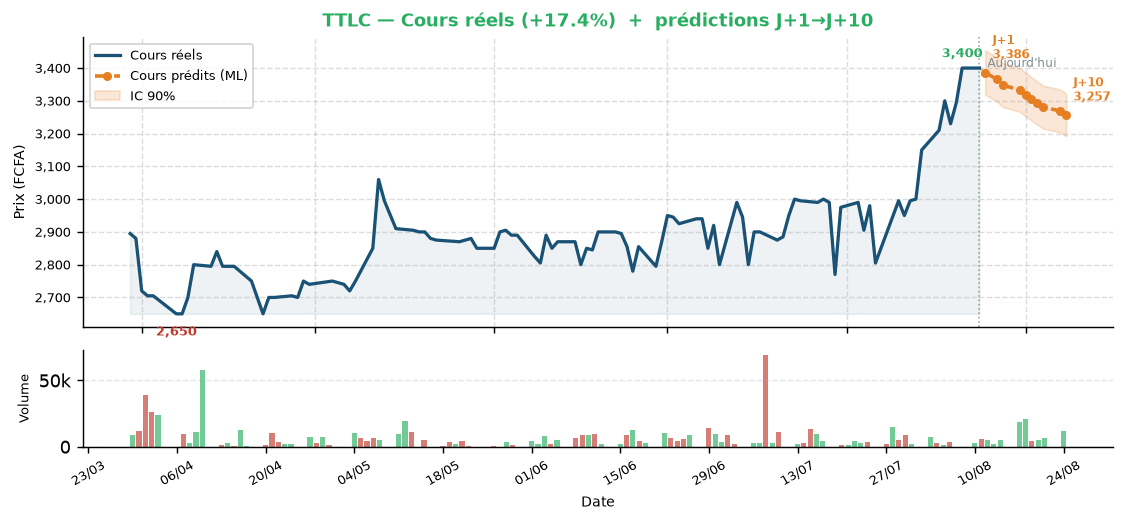 TTLC — Cours réels (+17.4%)  +  prédictions J+1→J+10
Cours réels
Cours prédits (ML)
IC 90%
3,400
J+1
3,386
Aujourd'hui
J+10
3,257
2,650
Prix (FCFA)
3,400
3,300
3,200
3,100
3,000
2,900
2,800
2,700
Volume
50k
0
23/03
06/04
20/04
04/05
18/05
01/06
15/06
29/06
13/07
27/07
10/08
24/08
Date